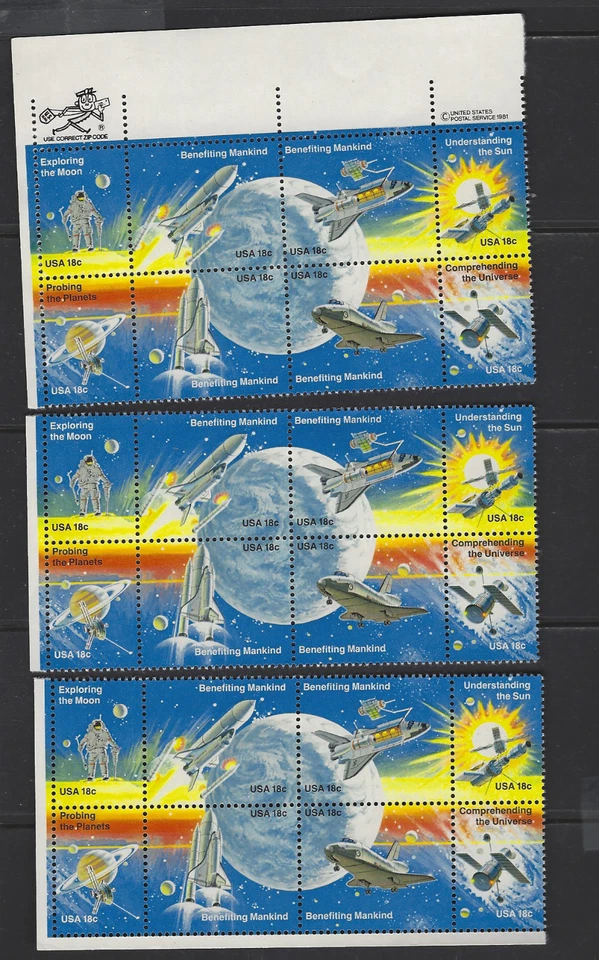 USE CORRECT ZIP CODE
®
© UNITED STATES
POSTAL SERVICE 1981
Exploring
the Moon
USA 18c
Benefiting Mankind
USA 18c
Benefiting Mankind
USA 18c
Understanding
the Sun
USA 18c
Probing
the Planets
USA 18c
USA 18c
Benefiting Mankind
USA 18c
Benefiting Mankind
Comprehending
the Universe
USA 18c
Exploring
the Moon
USA 18c
Benefiting Mankind
USA 18c
Benefiting Mankind
USA 18c
Understanding
the Sun
USA 18c
Probing
the Planets
USA 18c
USA 18c
Benefiting Mankind
USA 18c
Benefiting Mankind
Comprehending
the Universe
USA 18c
Exploring
the Moon
USA 18c
Benefiting Mankind
USA 18c
Benefiting Mankind
USA 18c
Understanding
the Sun
USA 18c
Probing
the Planets
USA 18c
USA 18c
Benefiting Mankind
USA 18c
Benefiting Mankind
Comprehending
the Universe
USA 18c